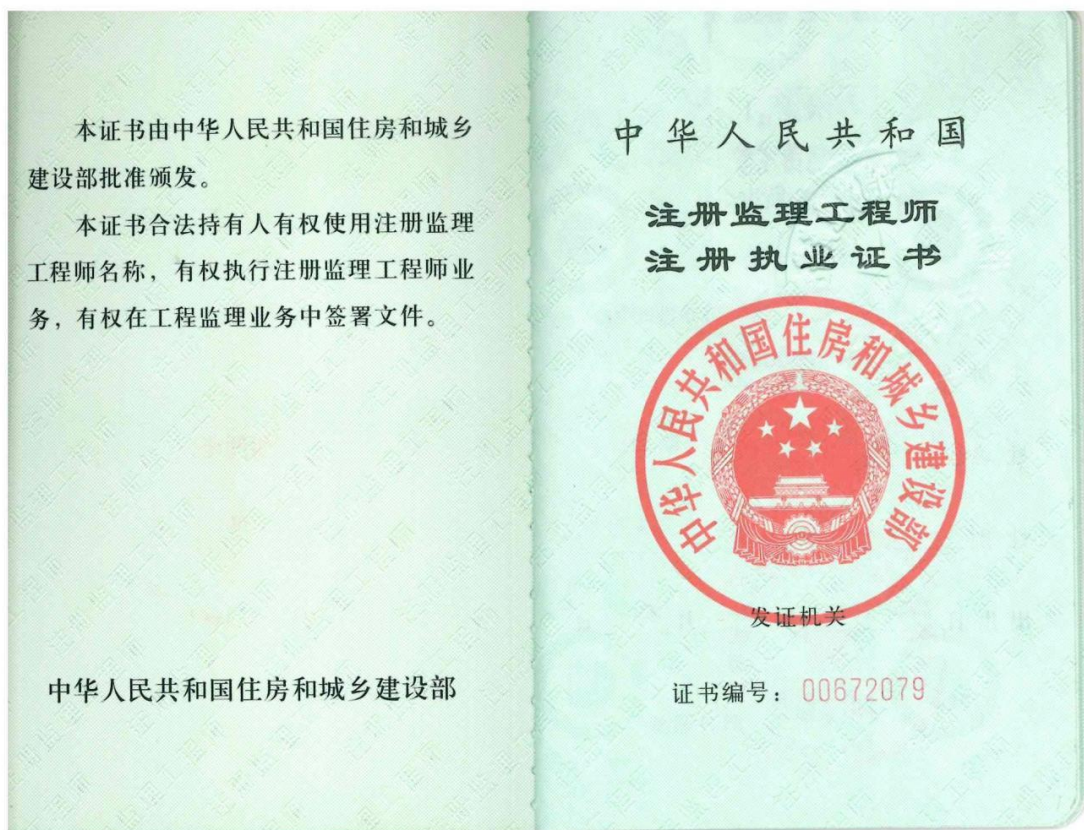 本证书由中华人民共和国住房和城乡
建设部批准颁发。
本证书合法持有人有权使用注册监理
工程师名称，有权执行注册监理工程师业
务，有权在工程监理业务中签署文件。
中华人民共和国住房和城乡建设部
中华人民共和国
注册监理工程师
注册执业证书
中华人民共和国住房和城乡建设部
发证机关
证书编号：00672079